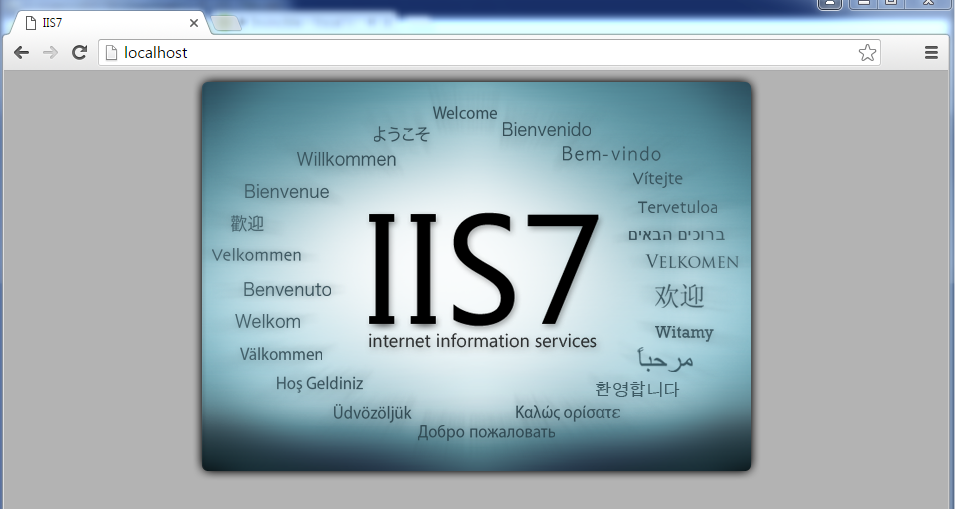 IIS7
localhost
Welcome
ようこそ
Bienvenido
Willkommen
Bem-vindo
Vítejte
Bienvenue
Tervetuloa
歡迎
ברוכים הבאים
Velkommen
VELKOMEN
Benvenuto
欢迎
IIS7
internet information services
Welkom
Witamy
Välkommen
مرحباً
Hoş Geldiniz
환영합니다
Üdvözöljük
Καλώς ορίσατε
Добро пожаловать